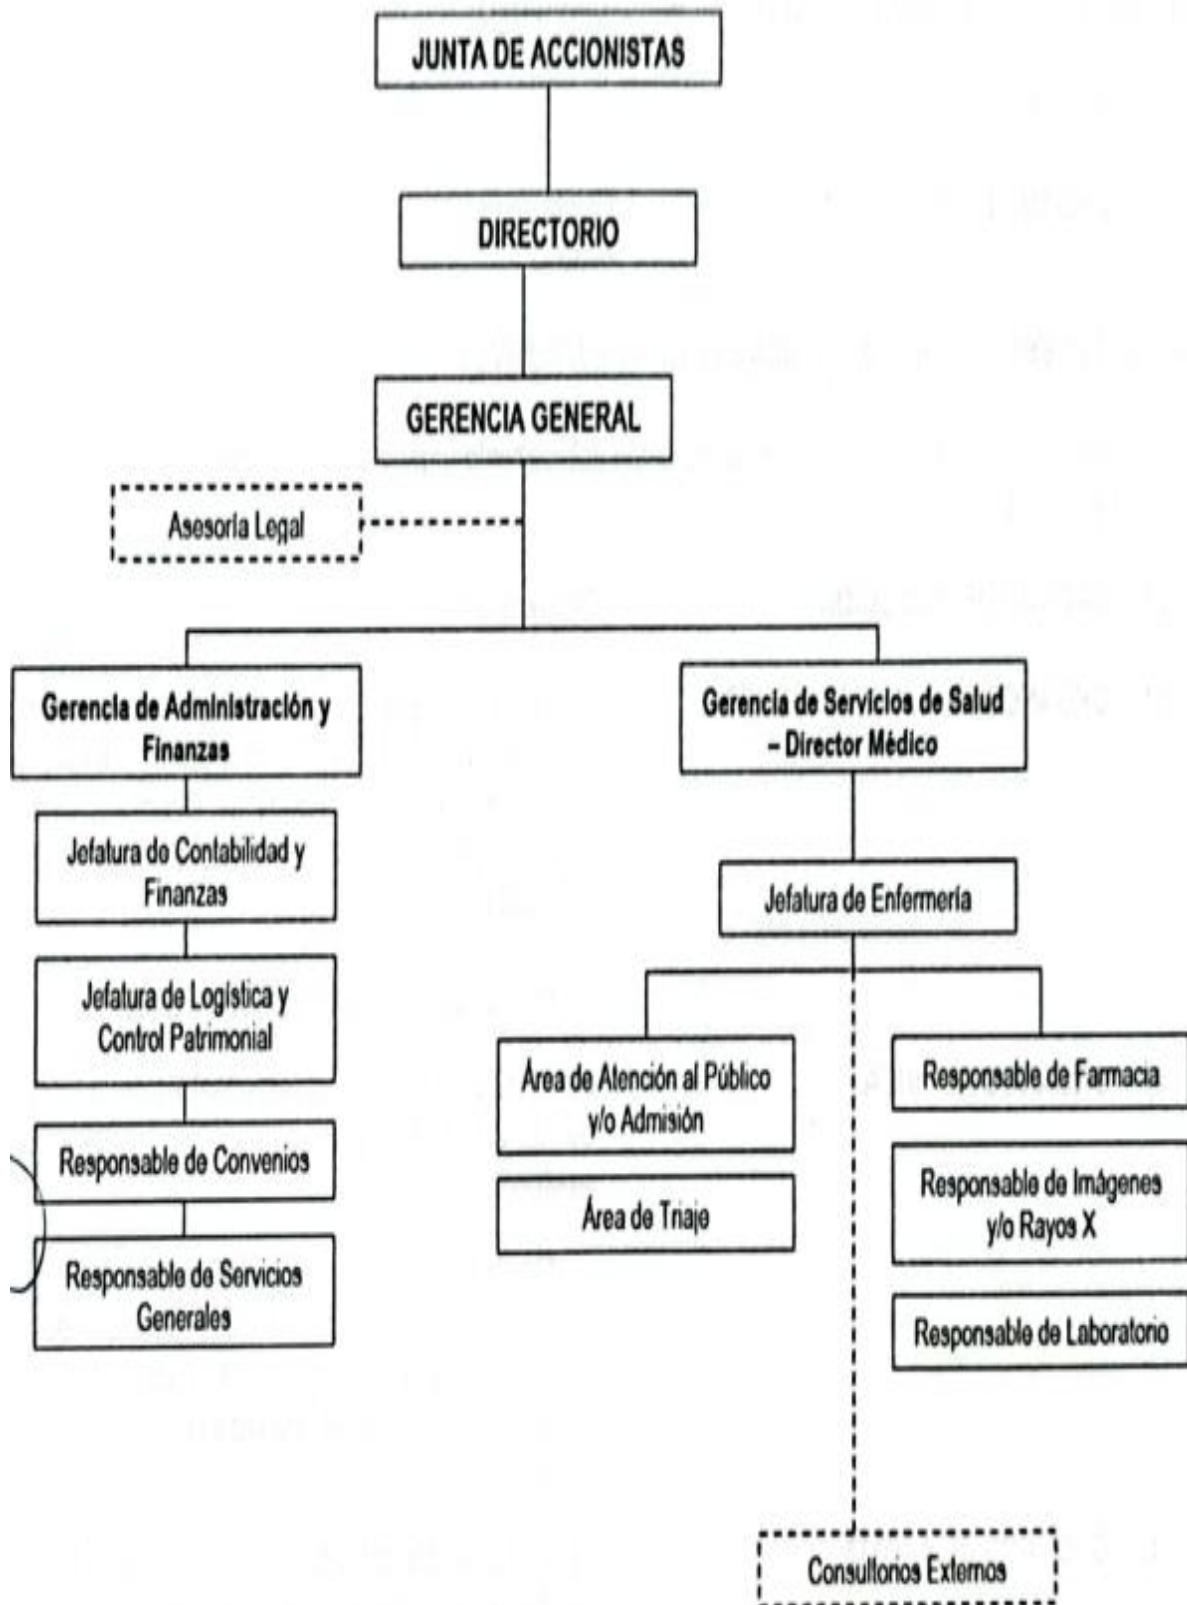 JUNTA DE ACCIONISTAS
DIRECTORIO
GERENCIA GENERAL
Asesoría Legal
Gerencia de Administración y
Finanzas
Gerencia de Servicios de Salud
– Director Médico
Jefatura de Contabilidad y
Finanzas
Jefatura de Logística y
Control Patrimonial
Responsable de Convenios
Responsable de Servicios
Generales
Jefatura de Enfermería
Área de Atención al Público
y/o Admisión
Área de Triaje
Responsable de Farmacia
Responsable de Imágenes
y/o Rayos X
Responsable de Laboratorio
Consultorios Externos